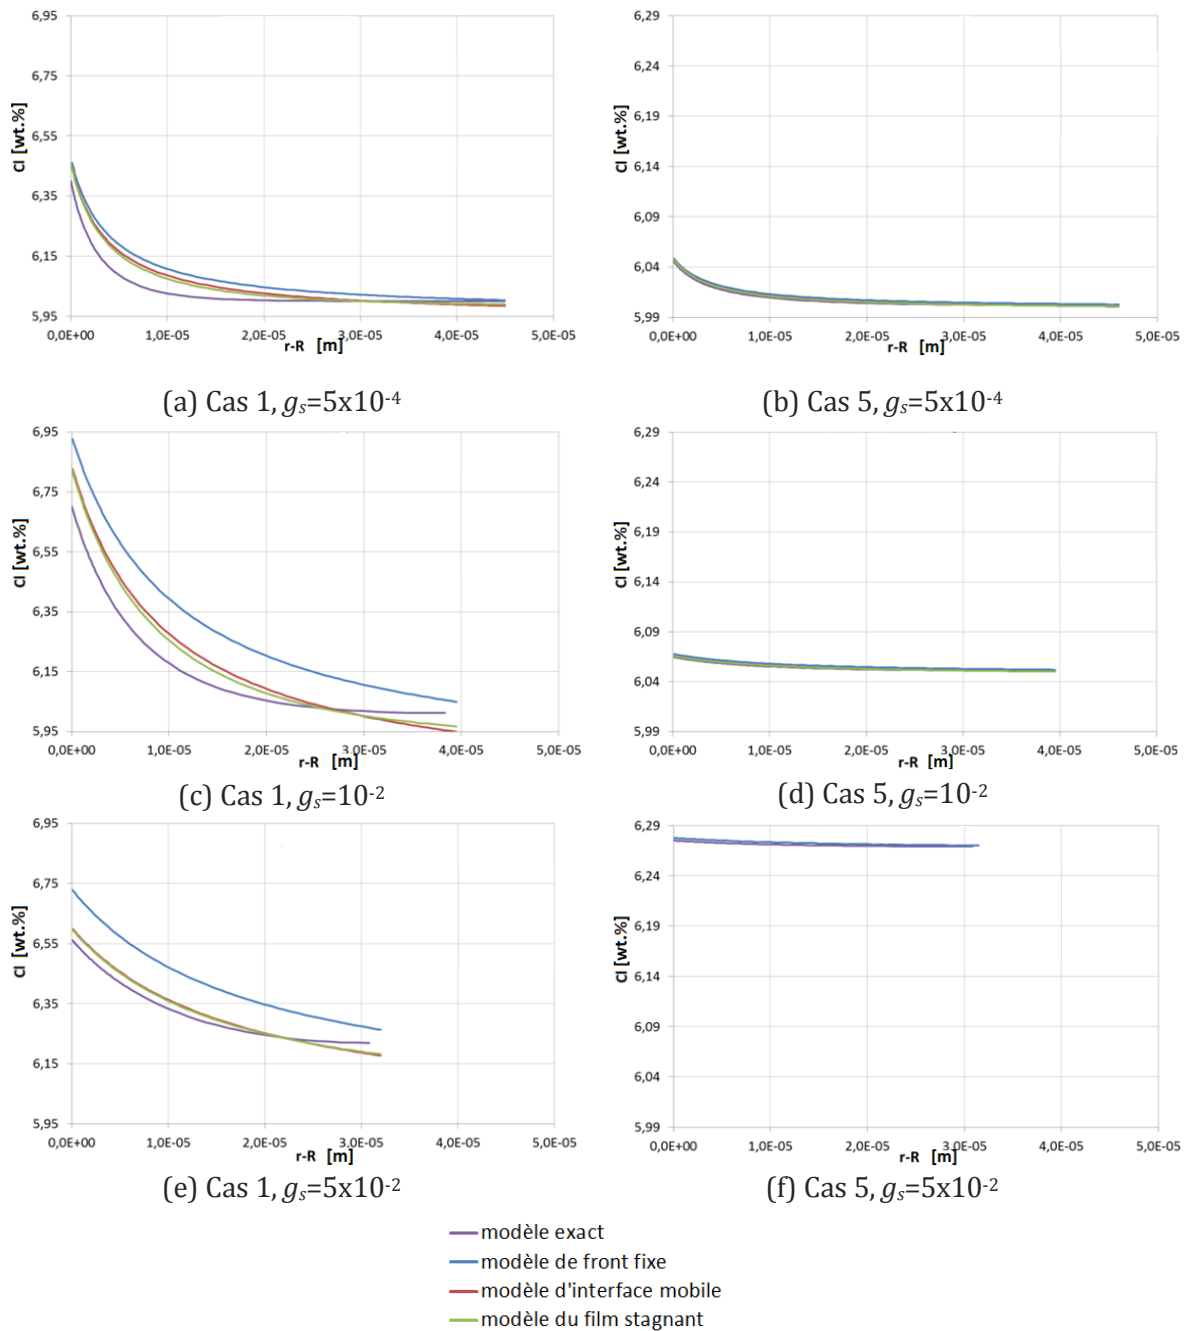 6,95
6,75
6,55
6,35
6,15
5,95
Cl [wt.%]
0,0E+00 1,0E-05 2,0E-05 3,0E-05 4,0E-05 5,0E-05
r-R [m]
(a) Cas 1, gs=5x10-4
6,29
6,24
6,19
6,14
6,09
6,04
5,99
Cl [wt.%]
0,0E+00 1,0E-05 2,0E-05 3,0E-05 4,0E-05 5,0E-05
r-R [m]
(b) Cas 5, gs=5x10-4
6,95
6,75
6,55
6,35
6,15
5,95
Cl [wt.%]
0,0E+00 1,0E-05 2,0E-05 3,0E-05 4,0E-05 5,0E-05
r-R [m]
(c) Cas 1, gs=10-2
6,29
6,24
6,19
6,14
6,09
6,04
5,99
Cl [wt.%]
0,0E+00 1,0E-05 2,0E-05 3,0E-05 4,0E-05 5,0E-05
r-R [m]
(d) Cas 5, gs=10-2
6,95
6,75
6,55
6,35
6,15
5,95
Cl [wt.%]
0,0E+00 1,0E-05 2,0E-05 3,0E-05 4,0E-05 5,0E-05
r-R [m]
(e) Cas 1, gs=5x10-2
6,29
6,24
6,19
6,14
6,09
6,04
5,99
Cl [wt.%]
0,0E+00 1,0E-05 2,0E-05 3,0E-05 4,0E-05 5,0E-05
r-R [m]
(f) Cas 5, gs=5x10-2
modèle exact
modèle de front fixe
modèle d'interface mobile
modèle du film stagnant